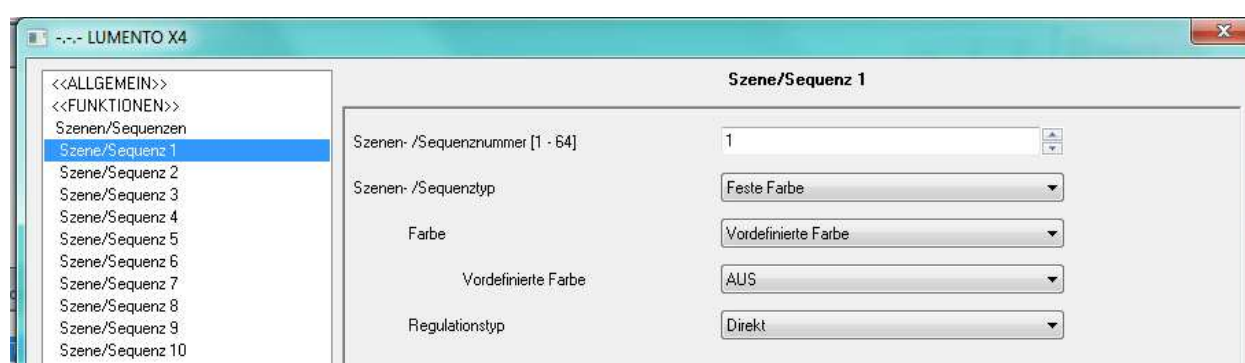 -.-.- LUMENTO X4
<<ALLGEMEIN>>
<<FUNKTIONEN>>
Szenen/Sequenzen
Szene/Sequenz 1
Szene/Sequenz 2
Szene/Sequenz 3
Szene/Sequenz 4
Szene/Sequenz 5
Szene/Sequenz 6
Szene/Sequenz 7
Szene/Sequenz 8
Szene/Sequenz 9
Szene/Sequenz 10
Szene/Sequenz 1
Szenen- /Sequenznummer [1 - 64] 1
Szenen- /Sequenztyp Feste Farbe
Farbe Vordefinierte Farbe
Vordefinierte Farbe AUS
Regulationstyp Direkt